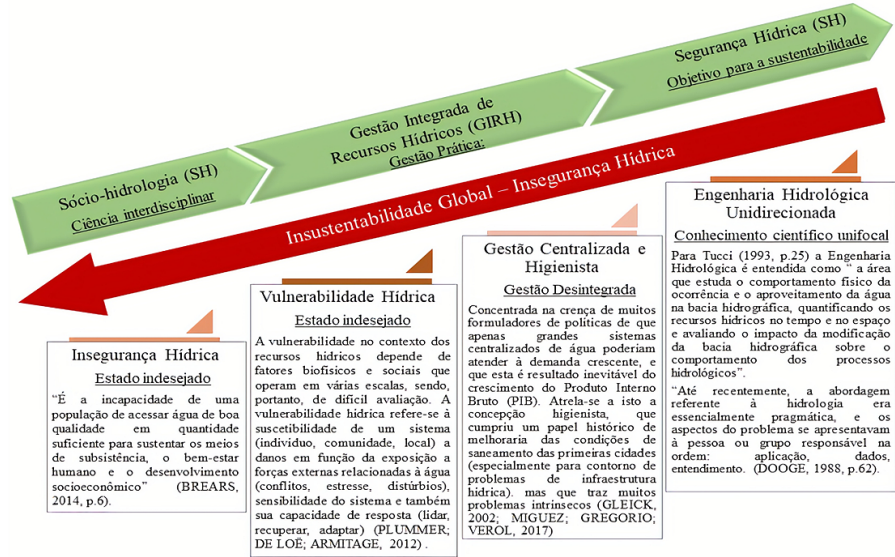 Segurança Hídrica (SH)
Objetivo para a sustentabilidade
Gestão Integrada de
Recursos Hídricos (GIRH)
Gestão Prática:
Sócio-hidrologia (SH)
Ciência interdisciplinar
Insustentabilidade Global – Insegurança Hídrica
Insegurança Hídrica
Estado indesejado
“É a incapacidade de uma
população de acessar água de boa
qualidade em quantidade
suficiente para sustentar os meios
de subsistência, o bem-estar
humano e o desenvolvimento
socioeconômico” (BREARS,
2014, p.6).
Vulnerabilidade Hídrica
Estado indesejado
A vulnerabilidade no contexto dos
recursos hídricos depende de
fatores biofísicos e sociais que
operam em várias escalas, sendo,
portanto, de difícil avaliação. A
vulnerabilidade hídrica refere-se à
suscetibilidade de um sistema
(individuo, comunidade, local) a
danos em função da exposição a
forças externas relacionadas à água
(conflitos, estresse, distúrbios),
sensibilidade do sistema e também
sua capacidade de resposta (lidar,
recuperar, adaptar) (PLUMMER;
DE LOË; ARMITAGE, 2012) .
Gestão Centralizada e
Higienista
Gestão Desintegrada
Concentrada na crença de muitos
formuladores de políticas de que
apenas grandes sistemas
centralizados de água poderiam
atender à demanda crescente, e
que esta é resultado inevitável do
crescimento do Produto Interno
Bruto (PIB). Atrela-se a isto a
concepção higienista, que
cumpriu um papel histórico de
melhoria das condições de
saneamento das primeiras cidades
(especialmente para contorno de
problemas de infraestrutura
hídrica). mas que traz muitos
problemas intrínsecos (GLEICK,
2002; MIGUEZ; GREGORIO;
VEROL, 2017)
Engenharia Hidrológica
Unidirecionada
Conhecimento científico unifocal
Para Tucci (1993, p.25) a Engenharia
Hidrológica é entendida como “ a área
que estuda o comportamento físico da
ocorrência e o aproveitamento da água
na bacia hidrográfica, quantificando os
recursos hídricos no tempo e no espaço
e avaliando o impacto da modificação
da bacia hidrográfica sobre o
comportamento dos processos
hidrológicos”.
“Até recentemente, a abordagem
referente à hidrologia era
essencialmente pragmática, e os
aspectos do problema se apresentavam
à pessoa ou grupo responsável na
ordem: aplicação, dados,
entendimento. (DOOGE, 1988, p.62).